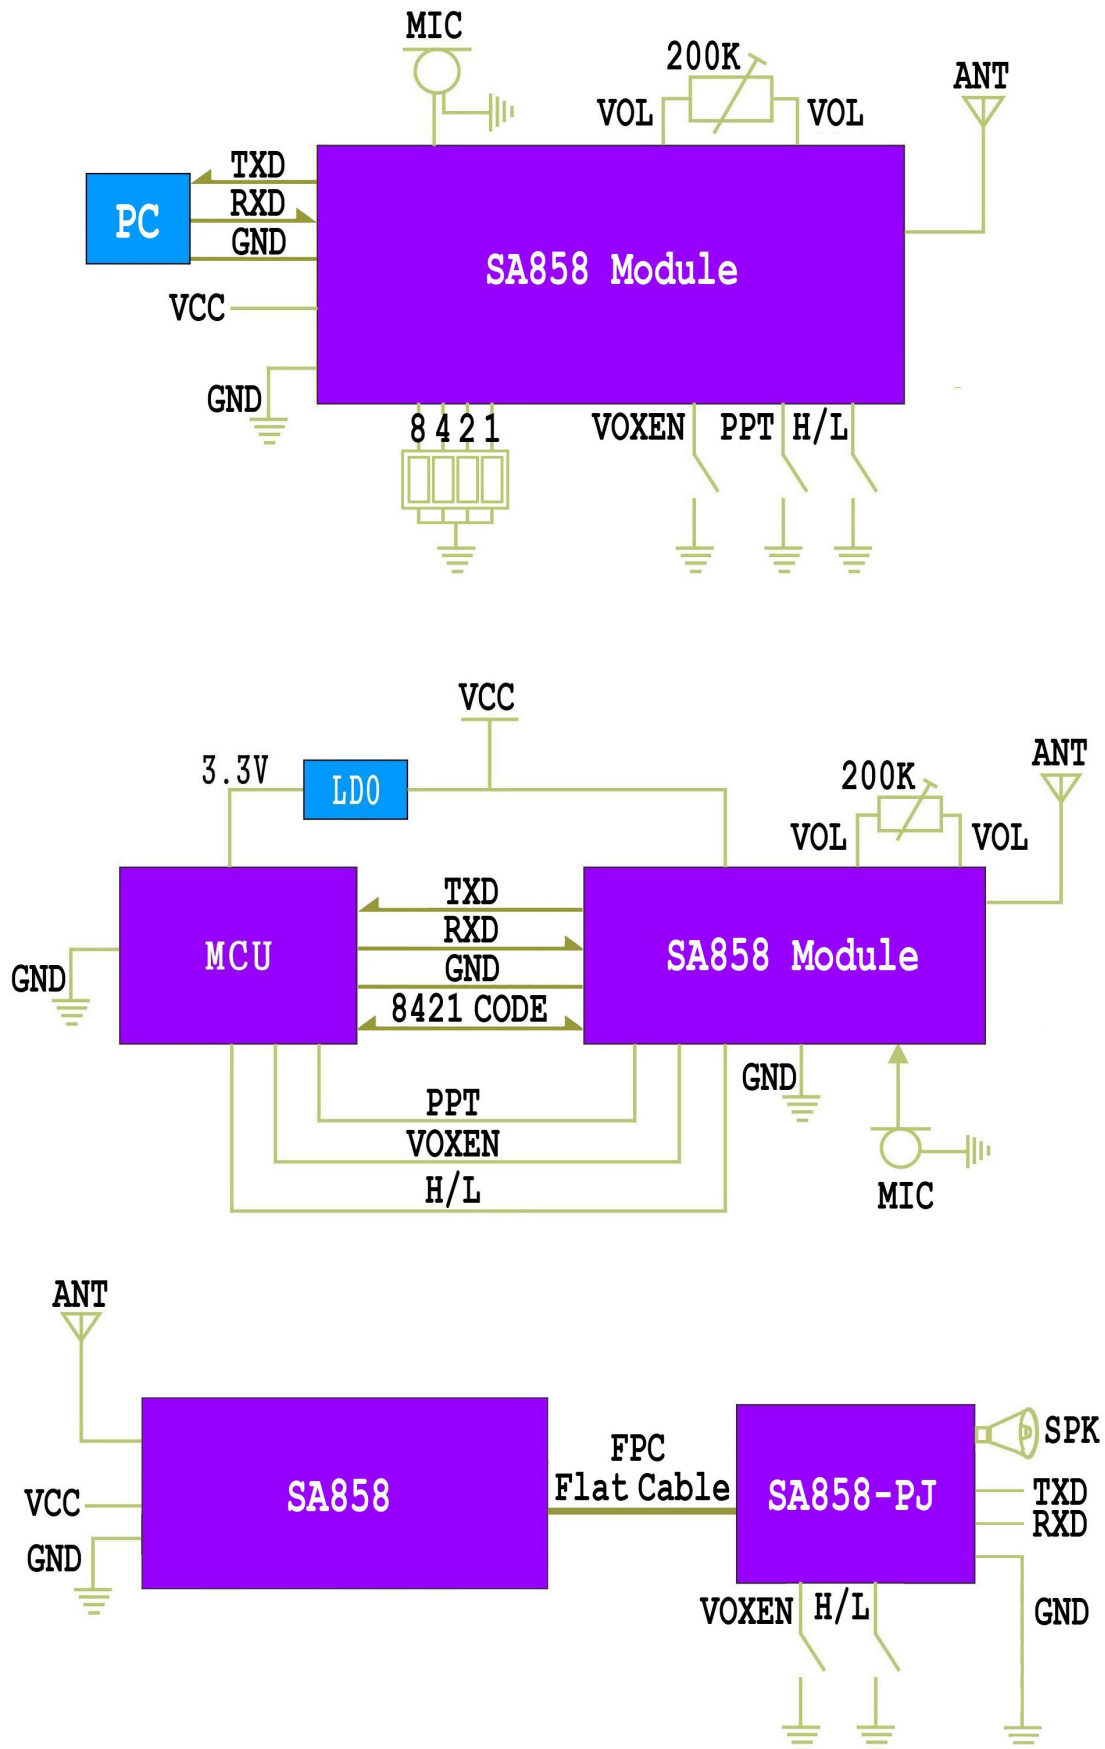 MIC
200K
ANT
VOL
VOL
TXD
RXD
GND
PC
SA858 Module
VCC
GND
8 4 2 1
VOXEN
PPT
H/L
VCC
3.3V
LDO
200K
ANT
VOL
VOL
TXD
RXD
GND
8421 CODE
MCU
SA858 Module
GND
GND
PPT
VOXEN
H/L
MIC
ANT
SA858
FPC
Flat Cable
SA858-PJ
SPK
TXD
RXD
VCC
GND
VOXEN
H/L
GND